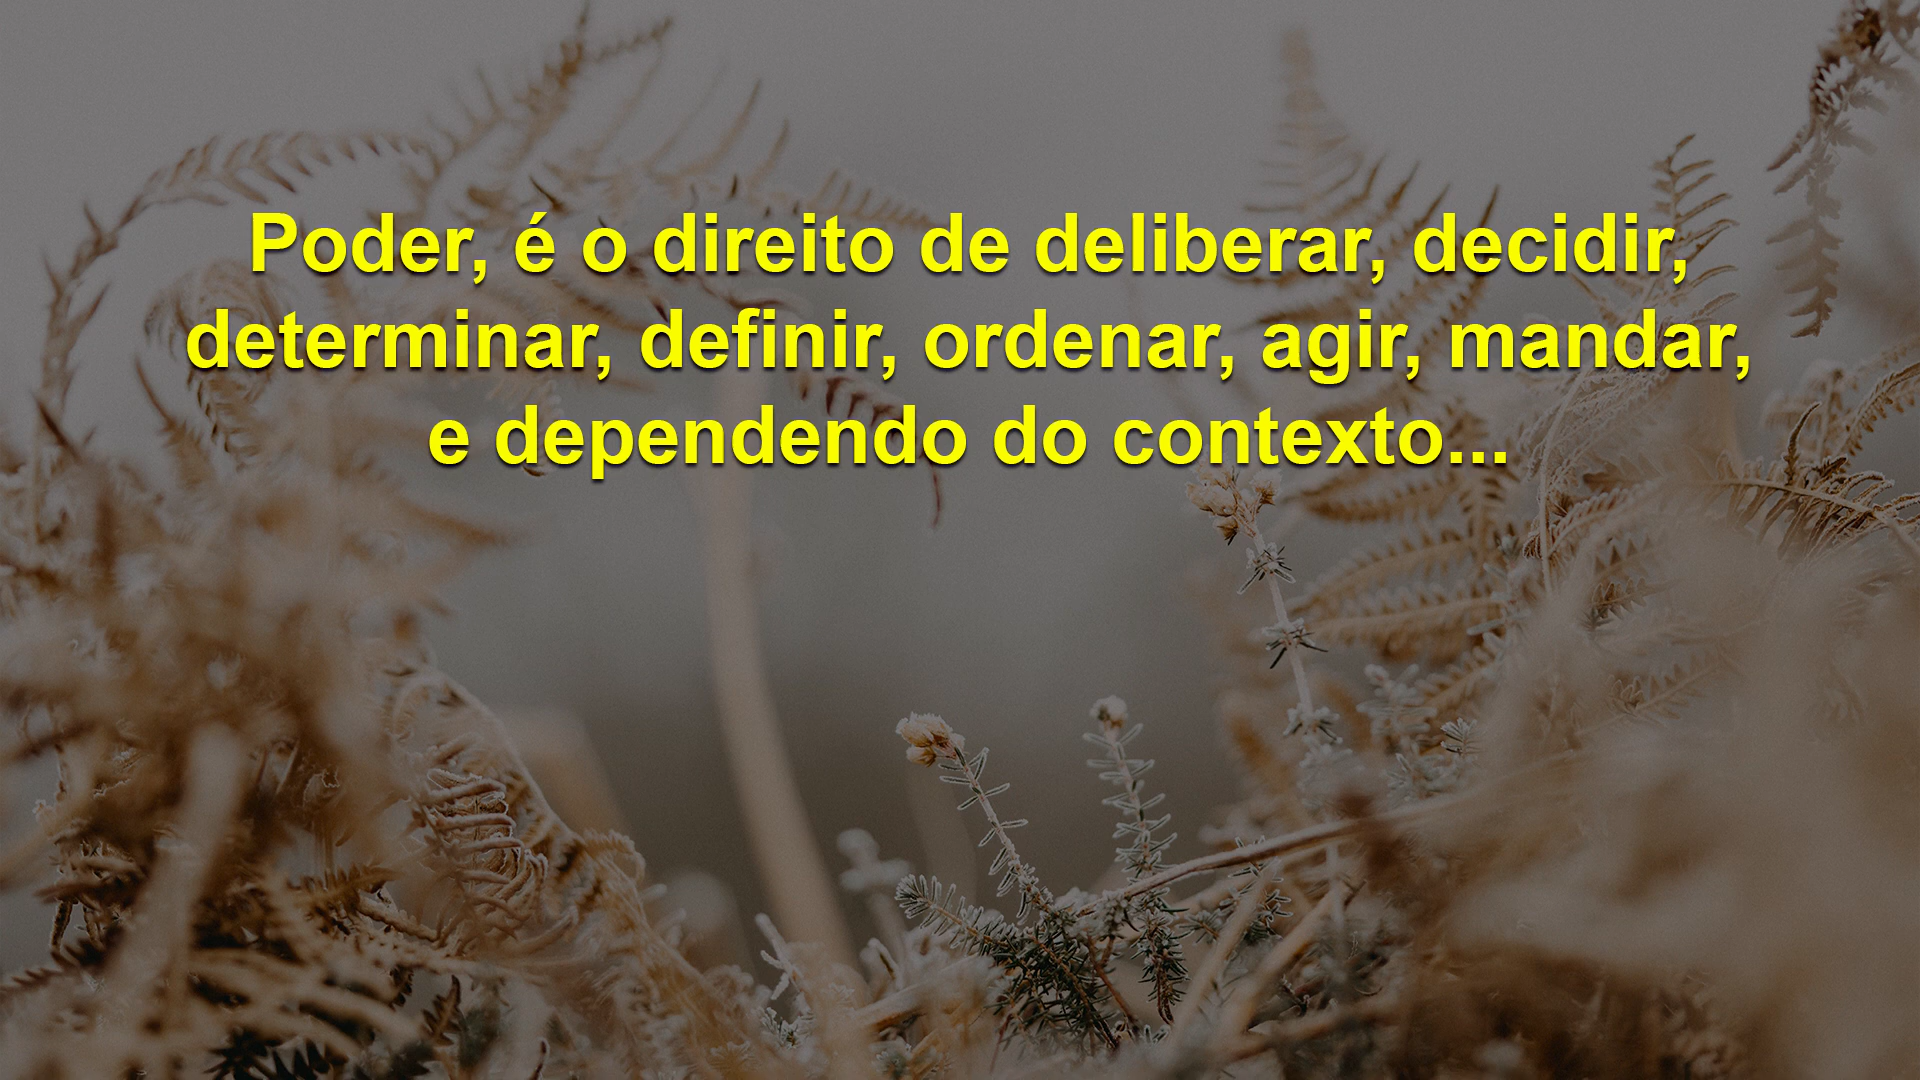 Poder, é o direito de deliberar, decidir,
determinar, definir, ordenar, agir, mandar,
e dependendo do contexto...